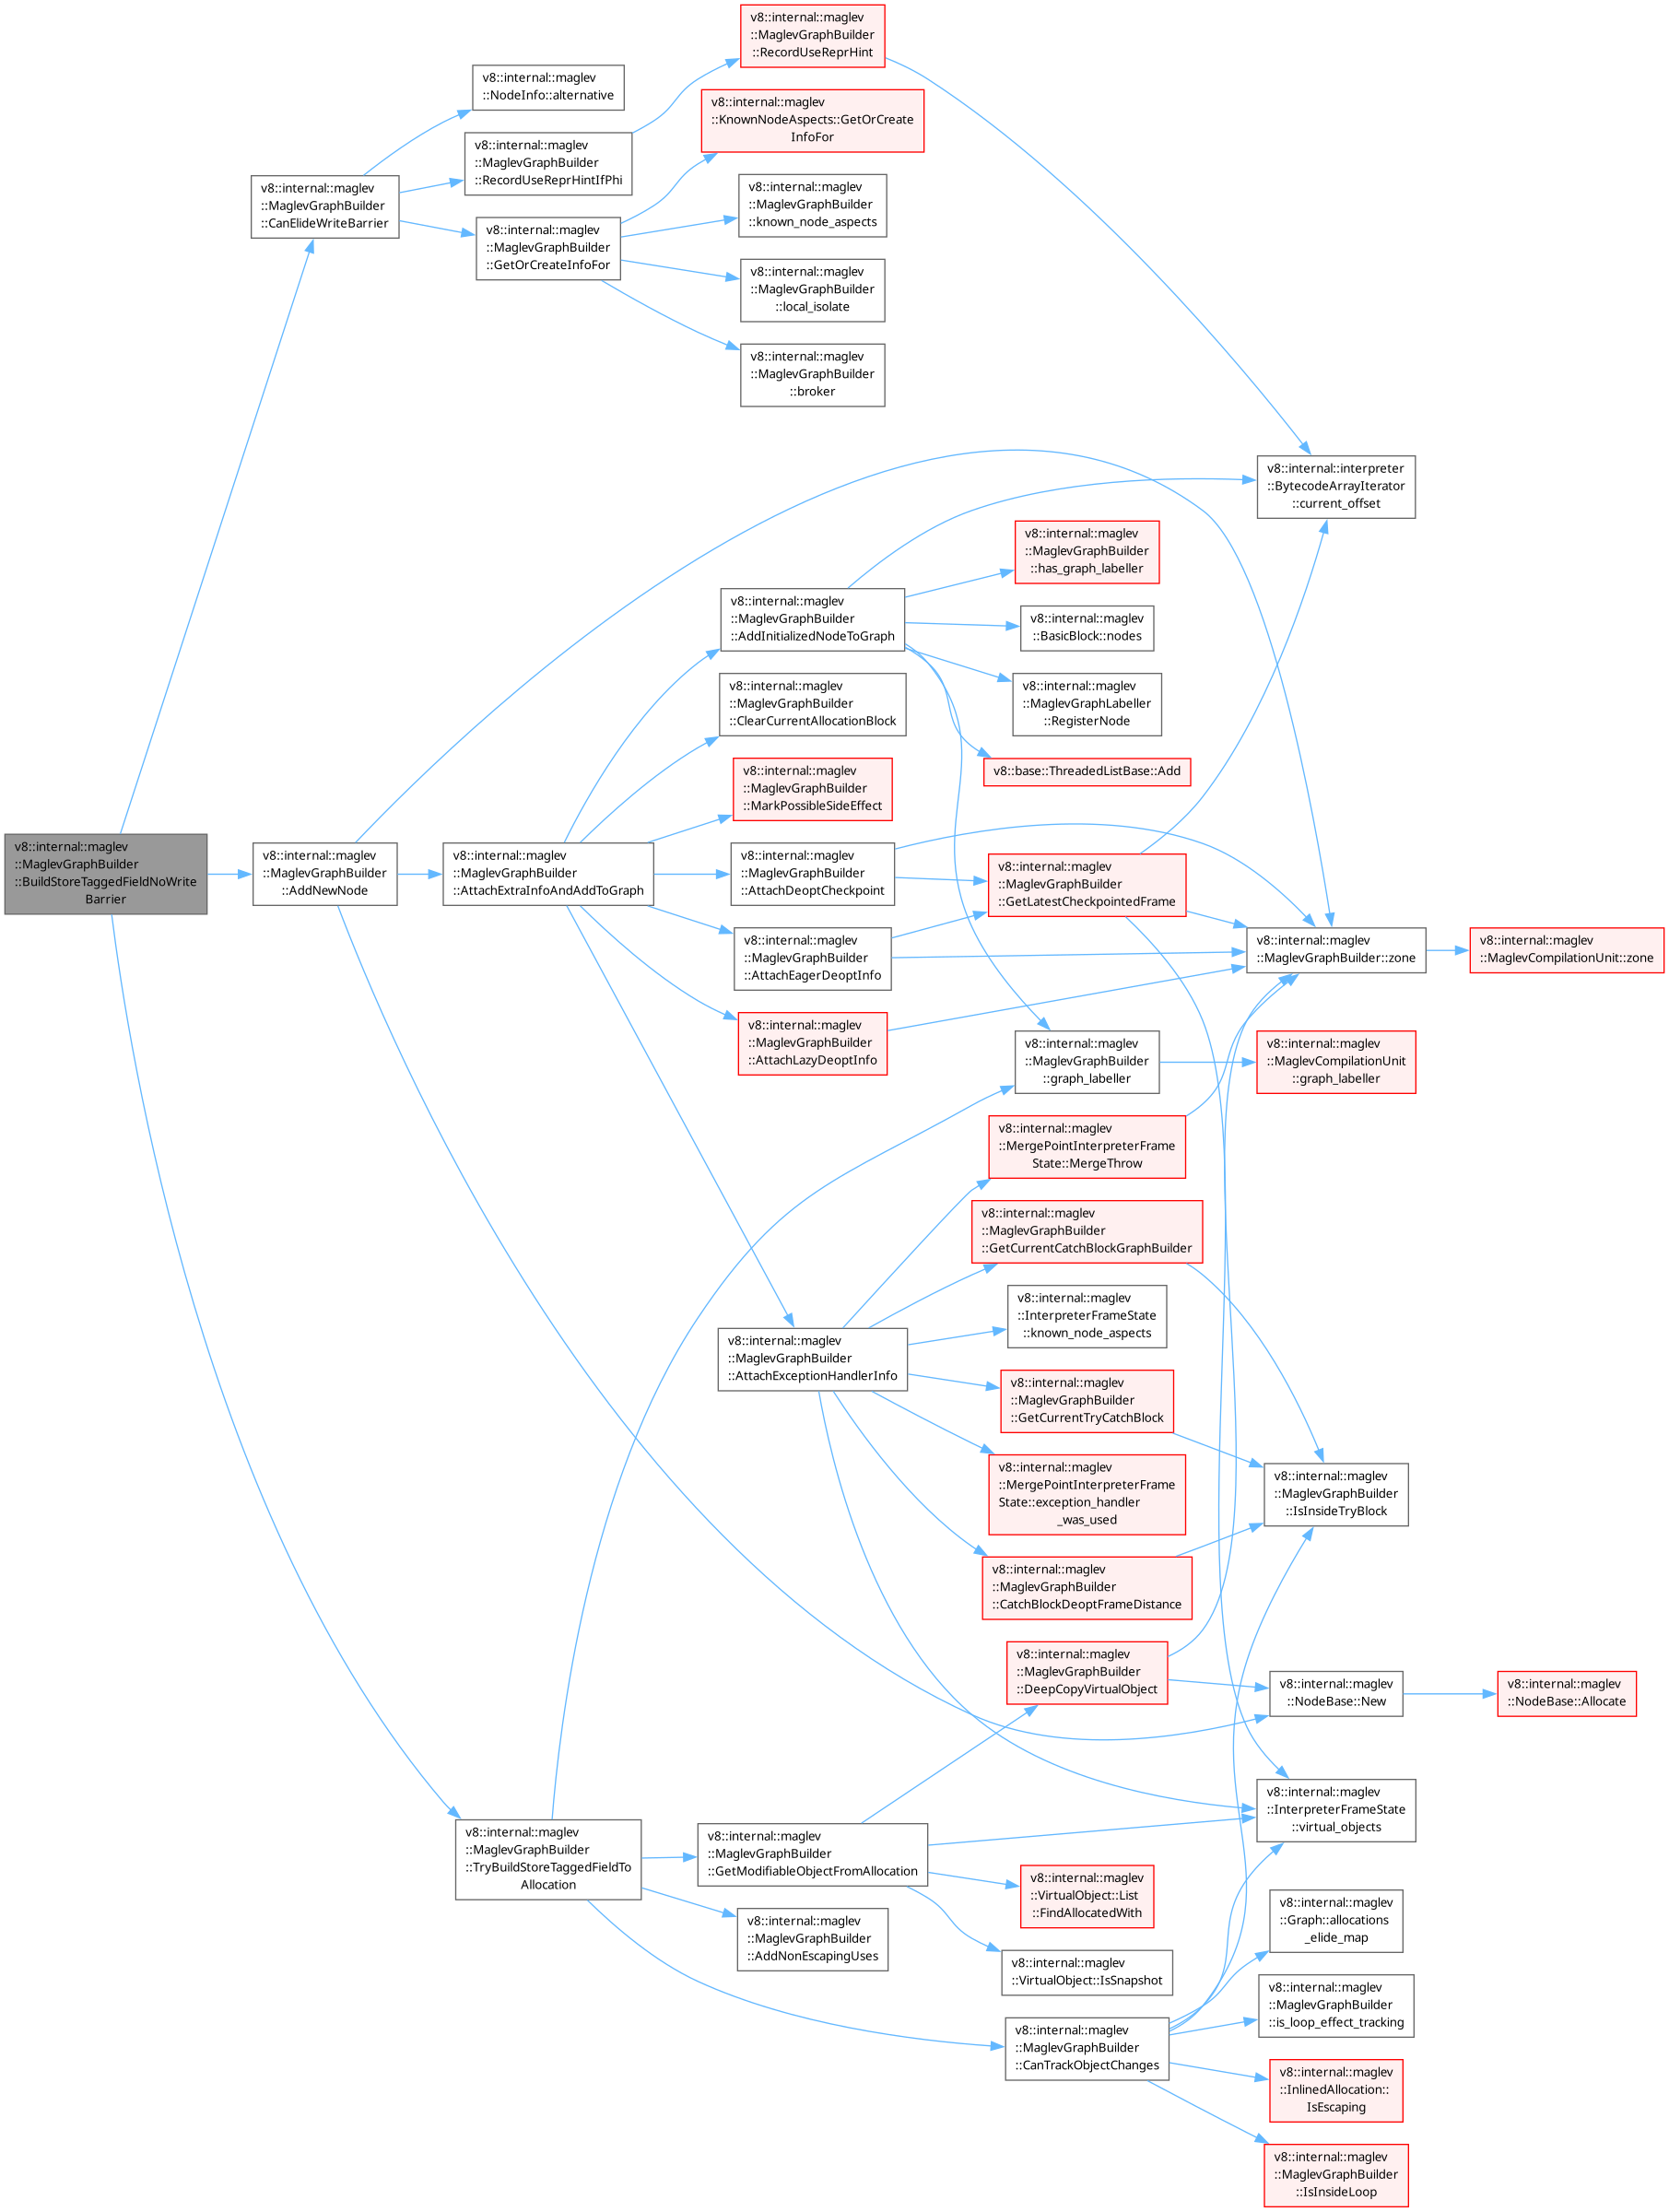 v8::internal::maglev
::MaglevGraphBuilder
::RecordUseReprHint
v8::internal::maglev
::NodeInfo::alternative
v8::internal::maglev
::KnownNodeAspects::GetOrCreate
InfoFor
v8::internal::maglev
::MaglevGraphBuilder
::RecordUseReprHintIfPhi
v8::internal::maglev
::MaglevGraphBuilder
::CanElideWriteBarrier
v8::internal::maglev
::MaglevGraphBuilder
::known_node_aspects
v8::internal::maglev
::MaglevGraphBuilder
::GetOrCreateInfoFor
v8::internal::maglev
::MaglevGraphBuilder
::local_isolate
v8::internal::maglev
::MaglevGraphBuilder
::broker
v8::internal::interpreter
::BytecodeArrayIterator
::current_offset
v8::internal::maglev
::MaglevGraphBuilder
::has_graph_labeller
v8::internal::maglev
::MaglevGraphBuilder
::AddInitializedNodeToGraph
v8::internal::maglev
::BasicBlock::nodes
v8::internal::maglev
::MaglevGraphBuilder
::ClearCurrentAllocationBlock
v8::internal::maglev
::MaglevGraphLabeller
::RegisterNode
v8::base::ThreadedListBase::Add
v8::internal::maglev
::MaglevGraphBuilder
::MarkPossibleSideEffect
v8::internal::maglev
::MaglevGraphBuilder
::BuildStoreTaggedFieldNoWrite
Barrier
v8::internal::maglev
::MaglevGraphBuilder
::AddNewNode
v8::internal::maglev
::MaglevGraphBuilder
::AttachExtraInfoAndAddToGraph
v8::internal::maglev
::MaglevGraphBuilder
::AttachDeoptCheckpoint
v8::internal::maglev
::MaglevGraphBuilder
::GetLatestCheckpointedFrame
v8::internal::maglev
::MaglevGraphBuilder
::AttachEagerDeoptInfo
v8::internal::maglev
::MaglevGraphBuilder::zone
v8::internal::maglev
::MaglevCompilationUnit::zone
v8::internal::maglev
::MaglevGraphBuilder
::AttachLazyDeoptInfo
v8::internal::maglev
::MaglevGraphBuilder
::graph_labeller
v8::internal::maglev
::MaglevCompilationUnit
::graph_labeller
v8::internal::maglev
::MergePointInterpreterFrame
State::MergeThrow
v8::internal::maglev
::MaglevGraphBuilder
::GetCurrentCatchBlockGraphBuilder
v8::internal::maglev
::InterpreterFrameState
::known_node_aspects
v8::internal::maglev
::MaglevGraphBuilder
::AttachExceptionHandlerInfo
v8::internal::maglev
::MaglevGraphBuilder
::GetCurrentTryCatchBlock
v8::internal::maglev
::MergePointInterpreterFrame
State::exception_handler
_was_used
v8::internal::maglev
::MaglevGraphBuilder
::IsInsideTryBlock
v8::internal::maglev
::MaglevGraphBuilder
::CatchBlockDeoptFrameDistance
v8::internal::maglev
::MaglevGraphBuilder
::DeepCopyVirtualObject
v8::internal::maglev
::NodeBase::New
v8::internal::maglev
::NodeBase::Allocate
v8::internal::maglev
::InterpreterFrameState
::virtual_objects
v8::internal::maglev
::MaglevGraphBuilder
::TryBuildStoreTaggedFieldTo
Allocation
v8::internal::maglev
::MaglevGraphBuilder
::GetModifiableObjectFromAllocation
v8::internal::maglev
::VirtualObject::List
::FindAllocatedWith
v8::internal::maglev
::Graph::allocations
_elide_map
v8::internal::maglev
::MaglevGraphBuilder
::AddNonEscapingUses
v8::internal::maglev
::VirtualObject::IsSnapshot
v8::internal::maglev
::MaglevGraphBuilder
::is_loop_effect_tracking
v8::internal::maglev
::MaglevGraphBuilder
::CanTrackObjectChanges
v8::internal::maglev
::InlinedAllocation::
IsEscaping
v8::internal::maglev
::MaglevGraphBuilder
::IsInsideLoop